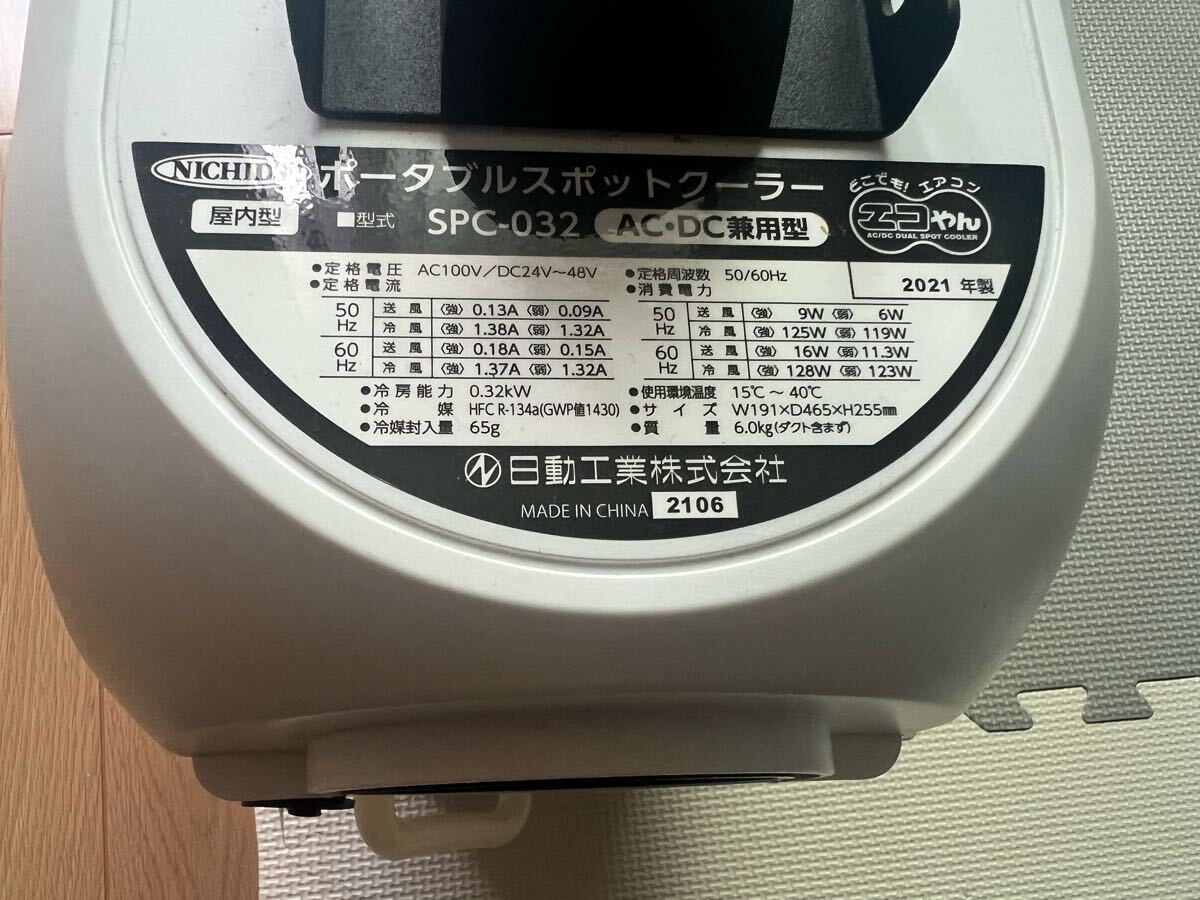 NICHIDO ポータブルスポットクーラー
どこでも! エアコン
屋内型 ■型式 SPC-032 AC・DC兼用型
エコやん
AC/DC DUAL SPOT COOLER
●定格電圧 AC100V/DC24V〜48V
●定格電流
50Hz 送風 〈強〉 0.13A 〈弱〉 0.09A
冷風 〈強〉 1.38A 〈弱〉 1.32A
60Hz 送風 〈強〉 0.18A 〈弱〉 0.15A
冷風 〈強〉 1.37A 〈弱〉 1.32A
●冷房能力 0.32kW
●冷媒 HFC R-134a(GWP値1430)
●冷媒封入量 65g
●定格周波数 50/60Hz
●消費電力
2021 年製
50Hz 送風 〈強〉 9W 〈弱〉 6W
冷風 〈強〉 125W 〈弱〉 119W
60Hz 送風 〈強〉 16W 〈弱〉 11.3W
冷風 〈強〉 128W 〈弱〉 123W
●使用環境温度 15℃〜40℃
●サイズ W191×D465×H255mm
●質量 6.0kg(ダクト含まず)
日動工業株式会社
MADE IN CHINA 2106